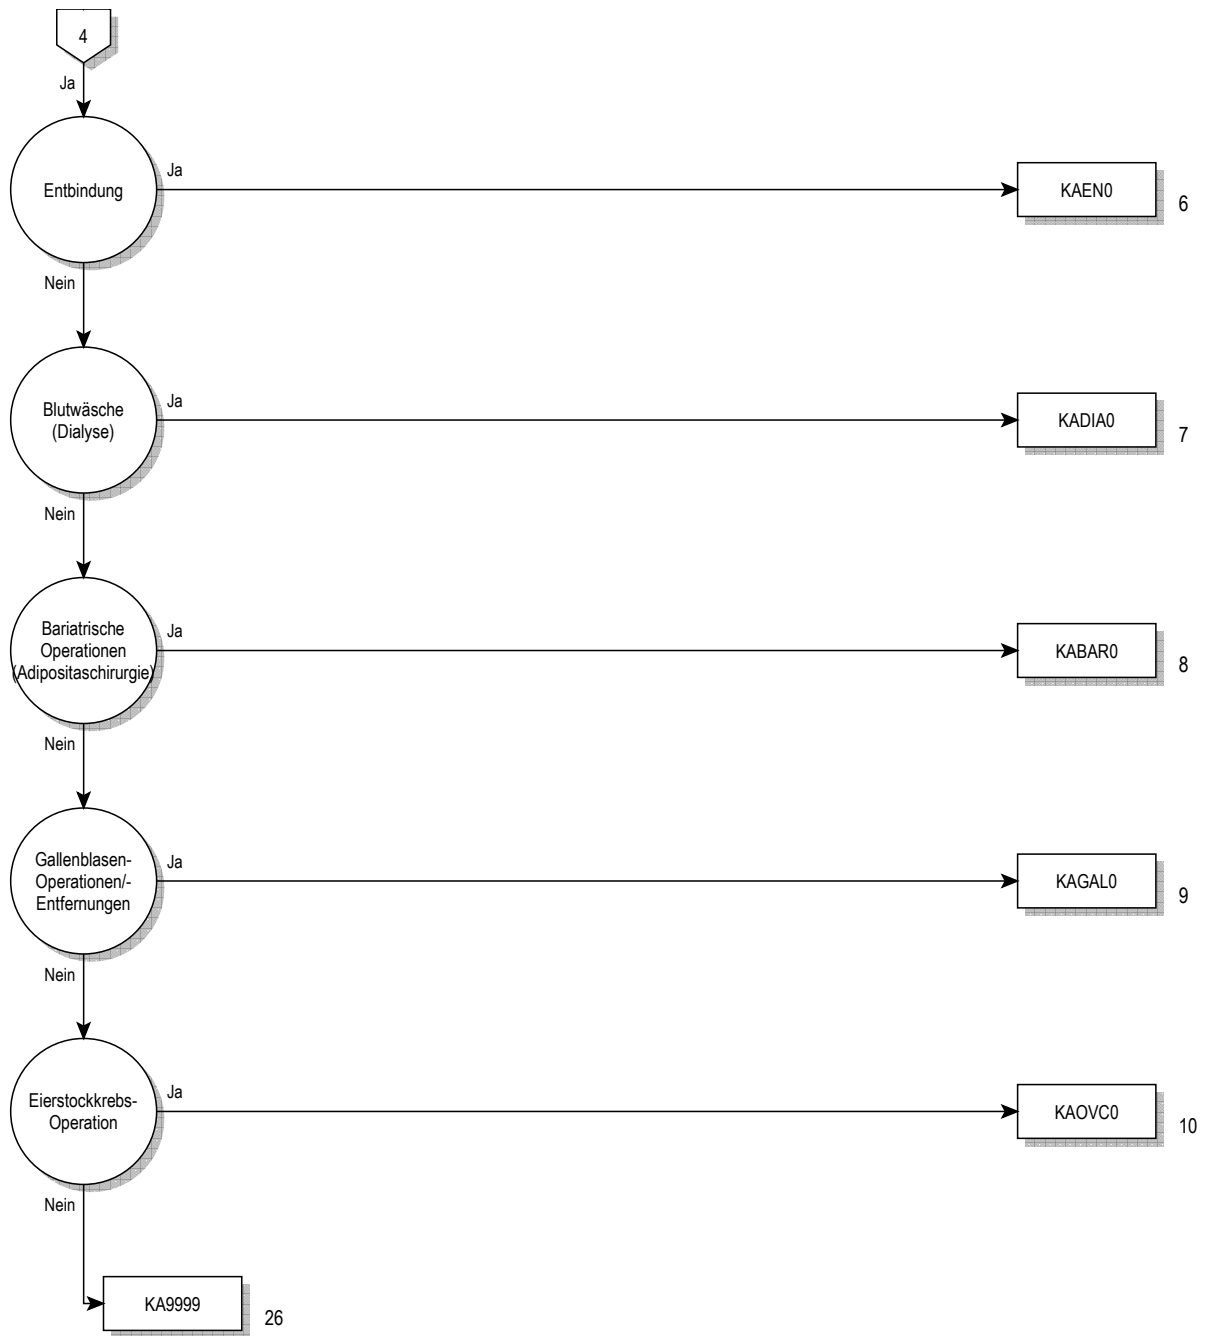 4
Ja
Entbindung
Ja
KAEN0
6
Nein
Blutwäsche
(Dialyse)
Ja
KADIA0
7
Nein
Bariatrische
Operationen
(Adipositaschirurgie)
Ja
KABAR0
8
Nein
Gallenblasen-
Operationen/-
Entfernungen
Ja
KAGAL0
9
Nein
Eierstockkrebs-
Operation
Ja
KAOVC0
10
Nein
KA9999
26